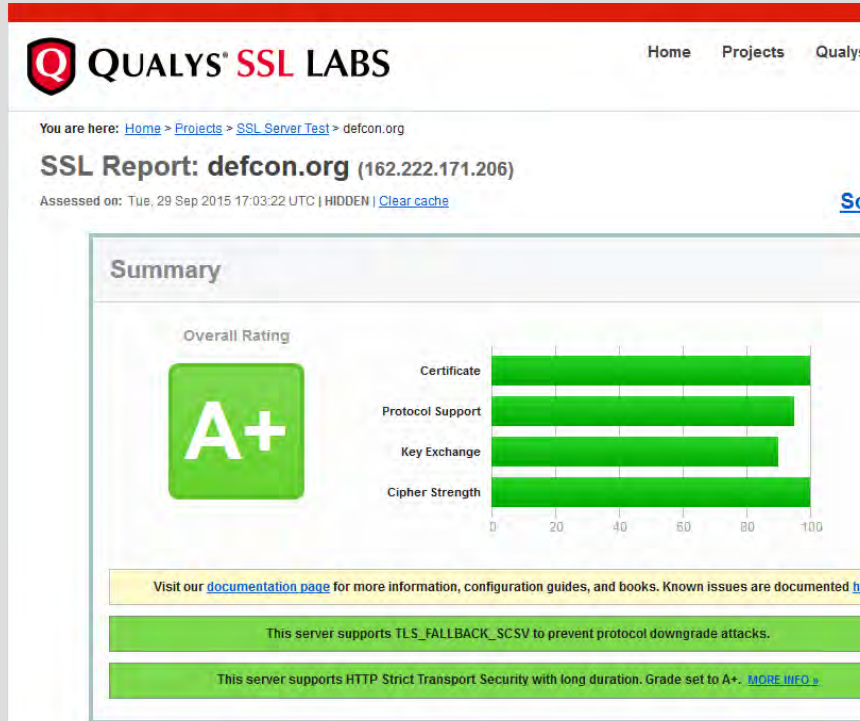 QUALYS® SSL LABS
Home Projects Qualys
You are here: Home > Projects > SSL Server Test > defcon.org
SSL Report: defcon.org (162.222.171.206)
Assessed on: Tue, 29 Sep 2015 17:03:22 UTC | HIDDEN | Clear cache
Sc
Summary
Overall Rating
A+
Certificate
Protocol Support
Key Exchange
Cipher Strength
0 20 40 60 80 100
Visit our documentation page for more information, configuration guides, and books. Known issues are documented h
This server supports TLS_FALLBACK_SCSV to prevent protocol downgrade attacks.
This server supports HTTP Strict Transport Security with long duration. Grade set to A+. MORE INFO »